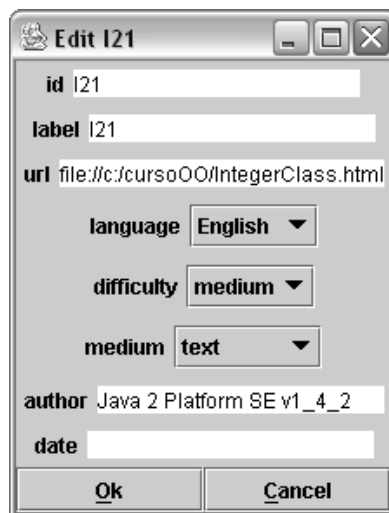 Edit I21
id I21
label I21
url file://c:/cursoOO/IntegerClass.html
language English
difficulty medium
medium text
author Java 2 Platform SE v1_4_2
date
Ok Cancel